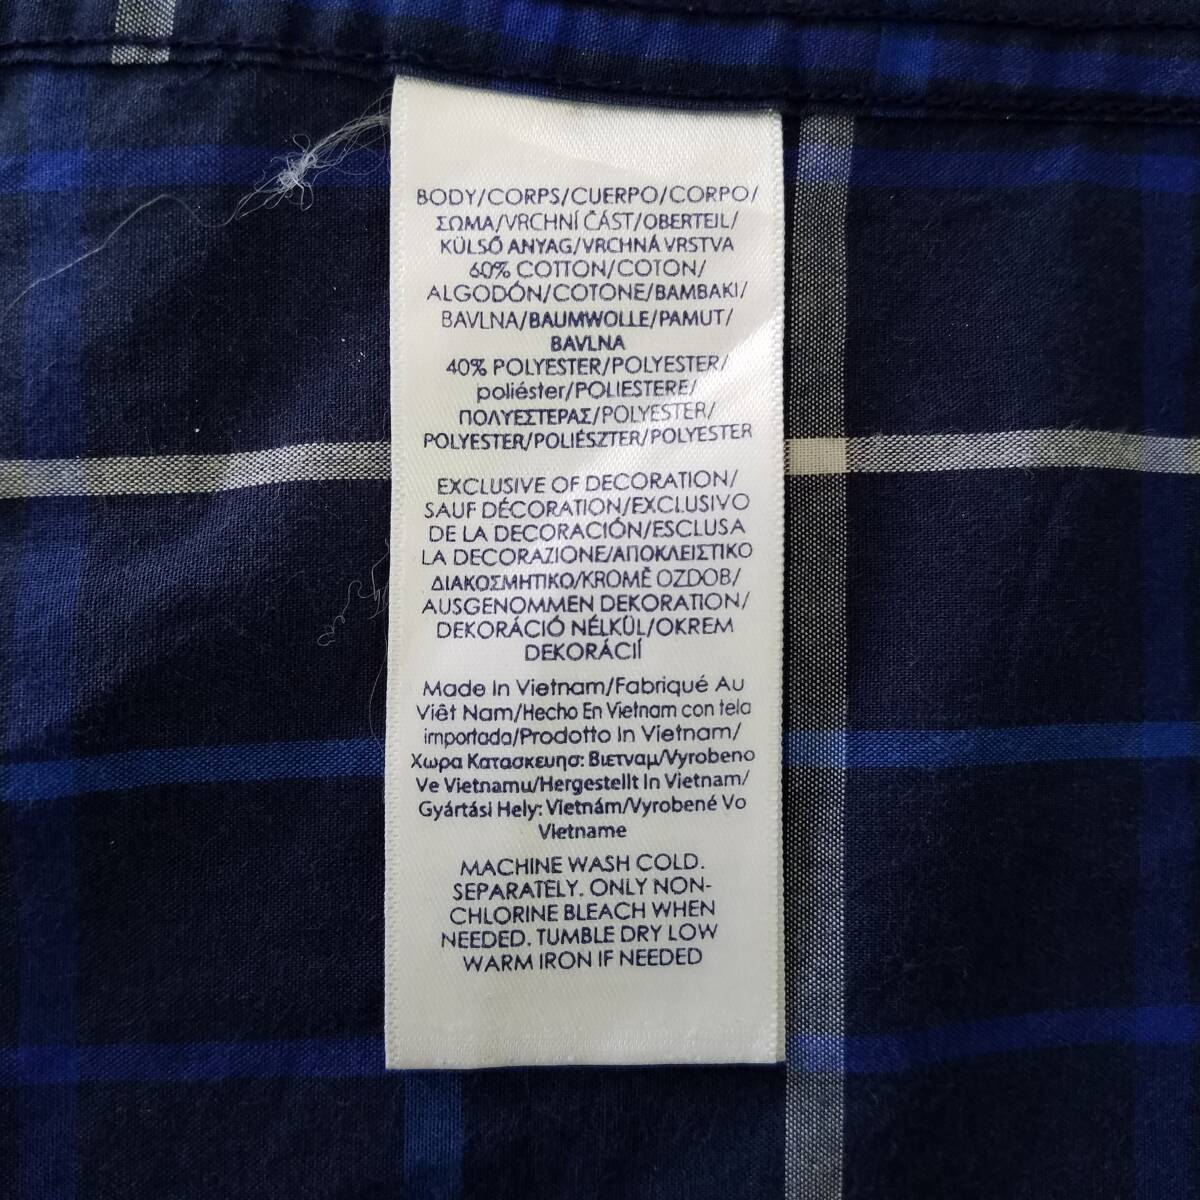 BODY/CORPS/CUERPO/CORPO/
ΣΩΜΑ/VRCHNÍ ČÁST/OBERTEIL/
KÜLSŐ ANYAG/VRCHNÁ VRSTVA
60% COTTON/COTON/
ALGODÓN/COTONE/BAMBAKI/
BAVLNA/BAUMWOLLE/PAMUT/
BAVLNA
40% POLYESTER/POLYESTER/
poliéster/POLIESTERE/
ΠΟΛΥΕΣΤΕΡΑΣ/POLYESTER/
POLYESTER/POLIÉSZTER/POLYESTER
EXCLUSIVE OF DECORATION/
SAUF DÉCORATION/EXCLUSIVO
DE LA DECORACIÓN/ESCLUSA
LA DECORAZIONE/ΑΠΟΚΛΕΙΣΤΙΚΟ
ΔΙΑΚΟΣΜΗΤΙΚΟ/KROMĚ OZDOB/
AUSGENOMMEN DEKORATION/
DEKORÁCIÓ NÉLKÜL/OKREM
DEKORÁCIÍ
Made In Vietnam/Fabriqué Au
Viêt Nam/Hecho En Vietnam con tela
importada/Prodotto In Vietnam/
Χωρα Κατασκευησ: Βιετναμ/Vyrobeno
Ve Vietnamu/Hergestellt In Vietnam/
Gyártási Hely: Vietnám/Vyrobené Vo
Vietname
MACHINE WASH COLD.
SEPARATELY. ONLY NON-
CHLORINE BLEACH WHEN
NEEDED. TUMBLE DRY LOW
WARM IRON IF NEEDED